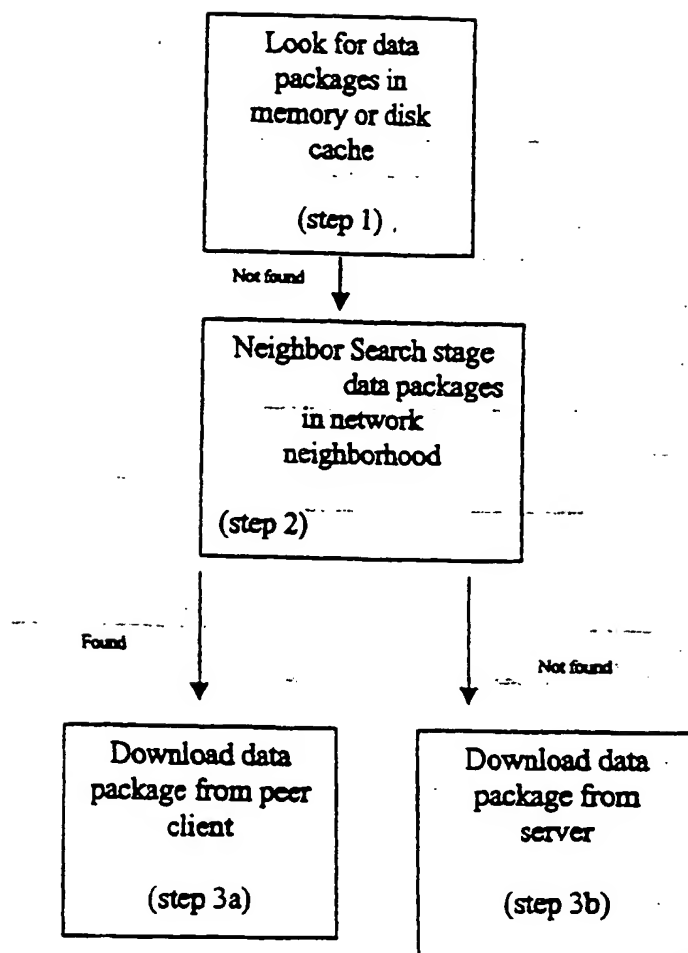 Look for data
packages in
memory or disk
cache
(step 1)
Not found
Neighbor Search stage
data packages
in network
neighborhood
(step 2)
Found
Not found
Download data
package from peer
client
(step 3a)
Download data
package from
server
(step 3b)